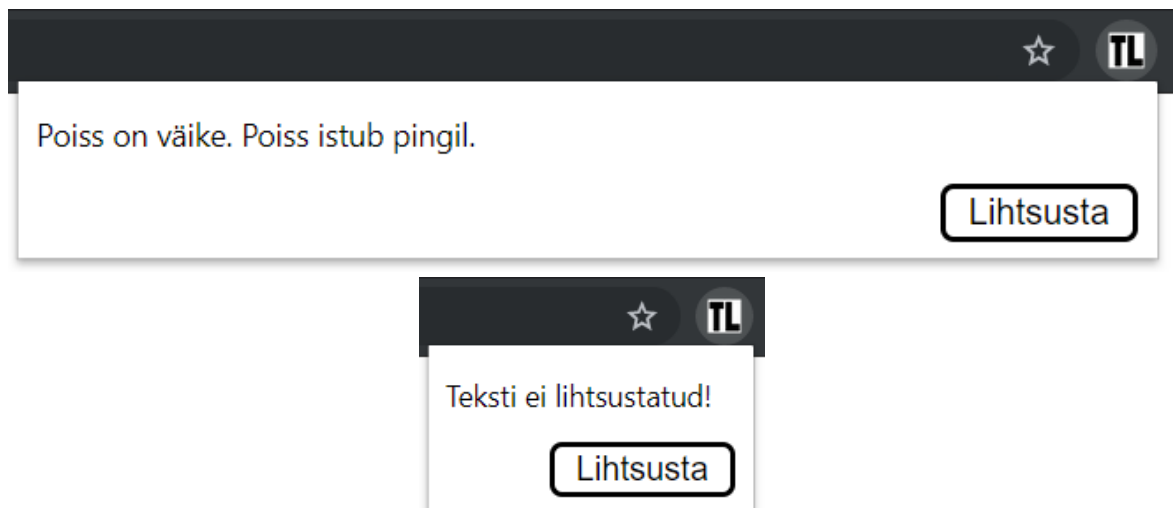 TL
Poiss on väike. Poiss istub pingil.
Lihtsusta
TL
Teksti ei lihtsustatud!
Lihtsusta